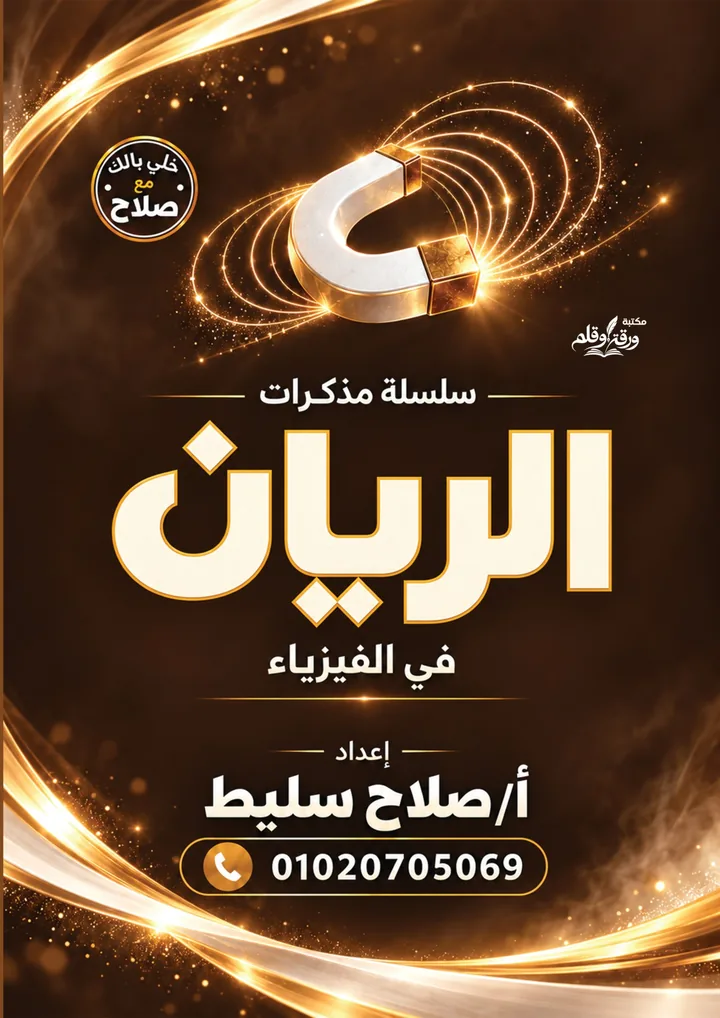 خلي بالك
مع
صلاح
مكتبة
ورقة وقلم
سلسلة مذكرات
الريان
في الفيزياء
إعداد
أ/صلاح سليط
01020705069